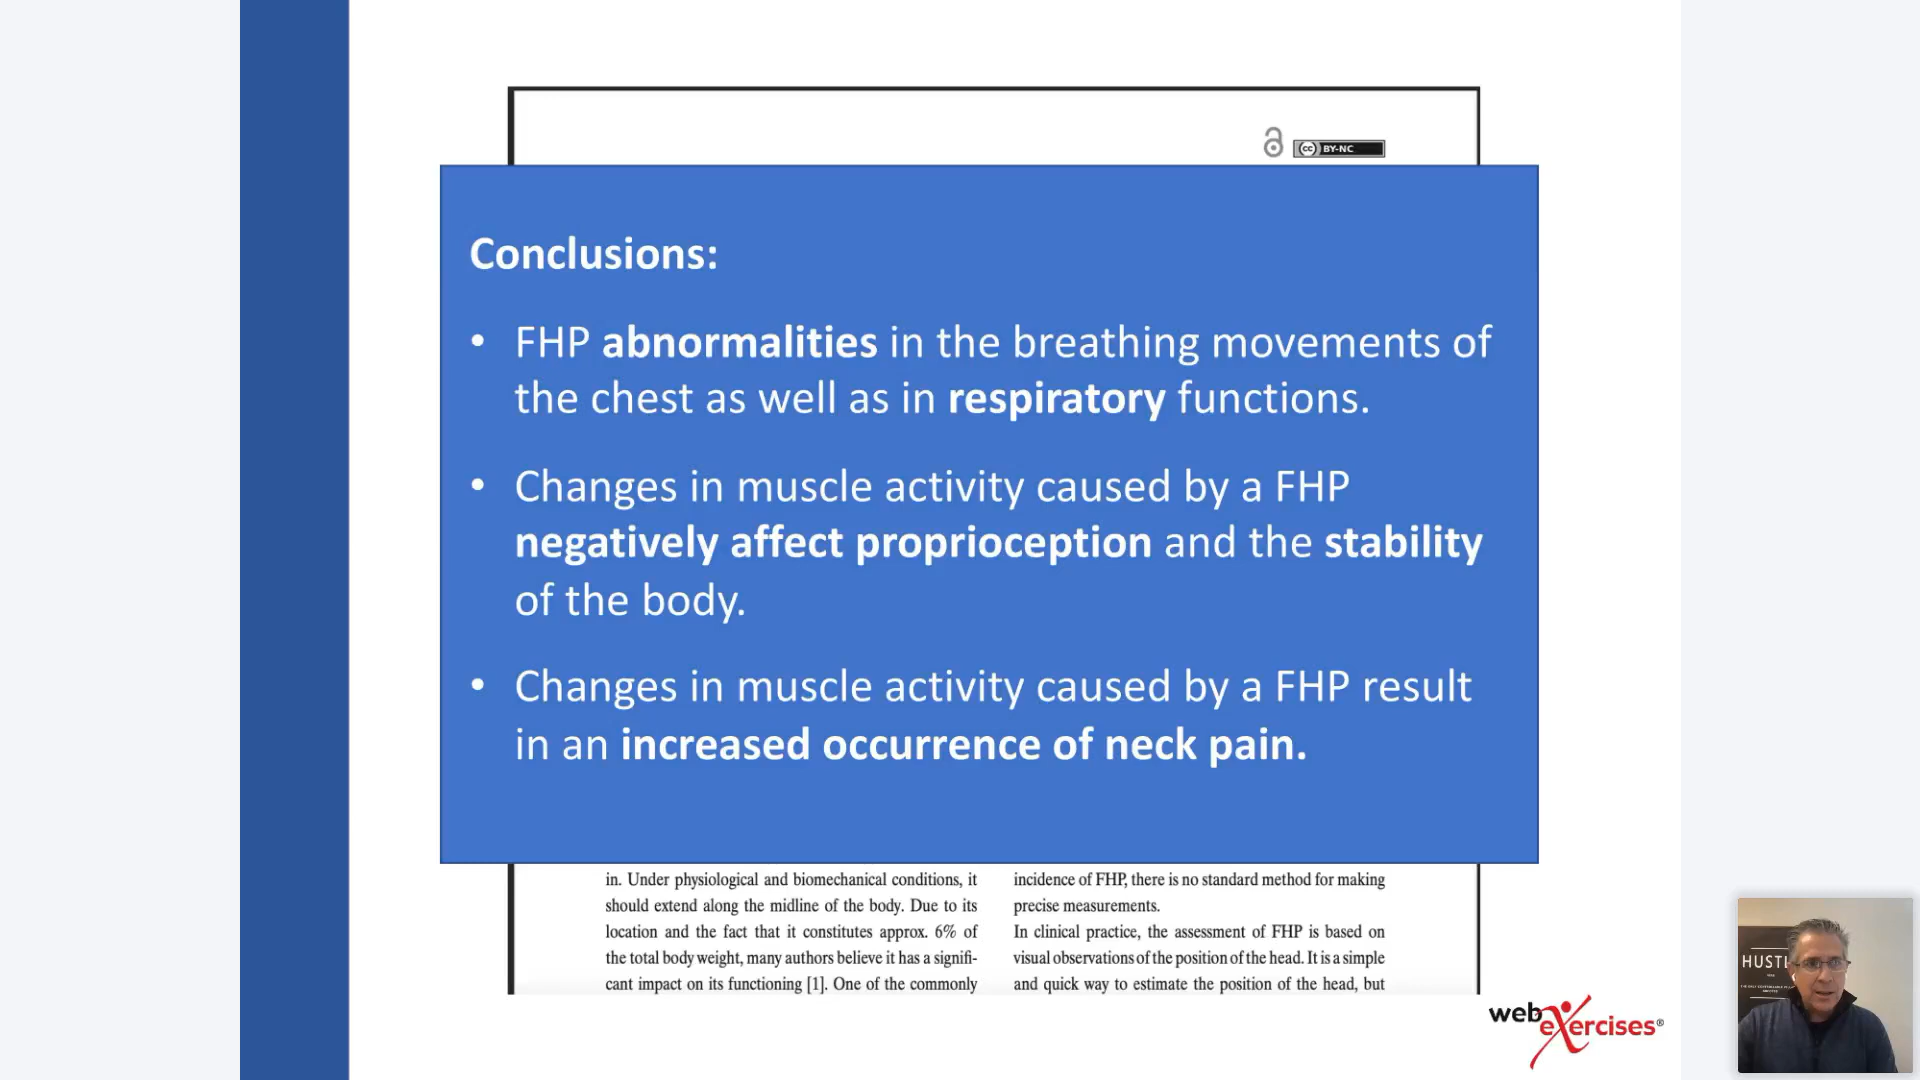 BY-NC
Conclusions:
• FHP abnormalities in the breathing movements of
the chest as well as in respiratory functions.
• Changes in muscle activity caused by a FHP
negatively affect proprioception and the stability
of the body.
• Changes in muscle activity caused by a FHP result
in an increased occurrence of neck pain.
in. Under physiological and biomechanical conditions, it
should extend along the midline of the body. Due to its
location and the fact that it constitutes approx. 6% of
the total body weight, many authors believe it has a signifi-
cant impact on its functioning [1]. One of the commonly
incidence of FHP, there is no standard method for making
precise measurements.
In clinical practice, the assessment of FHP is based on
visual observations of the position of the head. It is a simple
and quick way to estimate the position of the head, but
web
exercises®